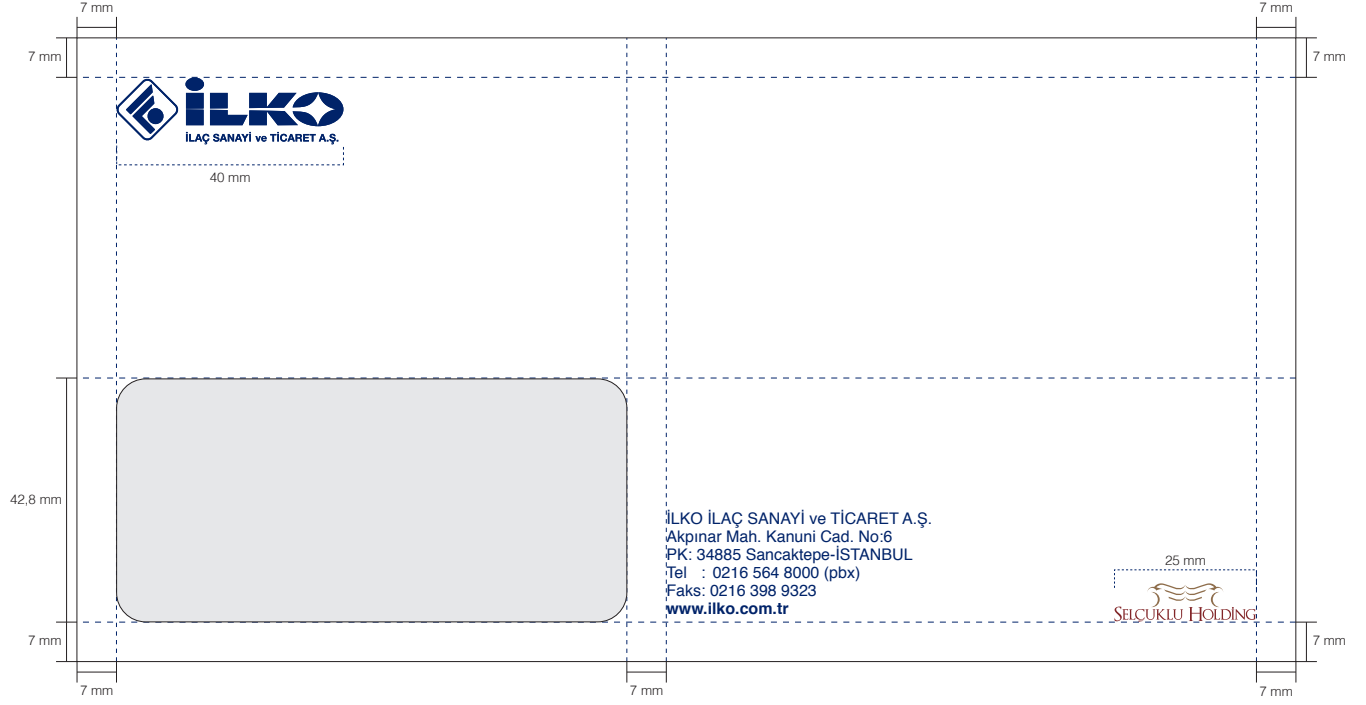 7 mm
7 mm
7 mm
7 mm
İLKO
İLAÇ SANAYİ ve TİCARET A.Ş.
40 mm
42,8 mm
İLKO İLAÇ SANAYİ ve TİCARET A.Ş.
Akpınar Mah. Kanuni Cad. No:6
PK: 34885 Sancaktepe-İSTANBUL
Tel : 0216 564 8000 (pbx)
Faks: 0216 398 9323
www.ilko.com.tr
25 mm
SELÇUKLU HOLDİNG
7 mm
7 mm
7 mm
7 mm
7 mm